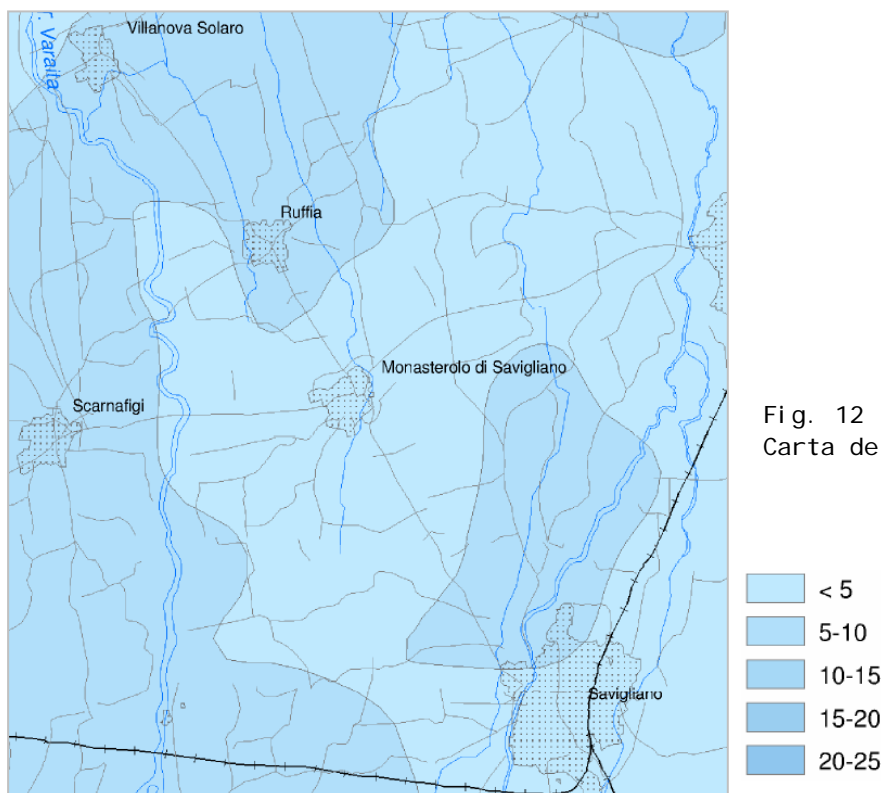 Villanova Solaro
T. Varaita
Ruffia
Monasterolo di Savigliano
Scarnafigi
Savigliano
Fig. 12
Carta de
< 5
5-10
10-15
15-20
20-25